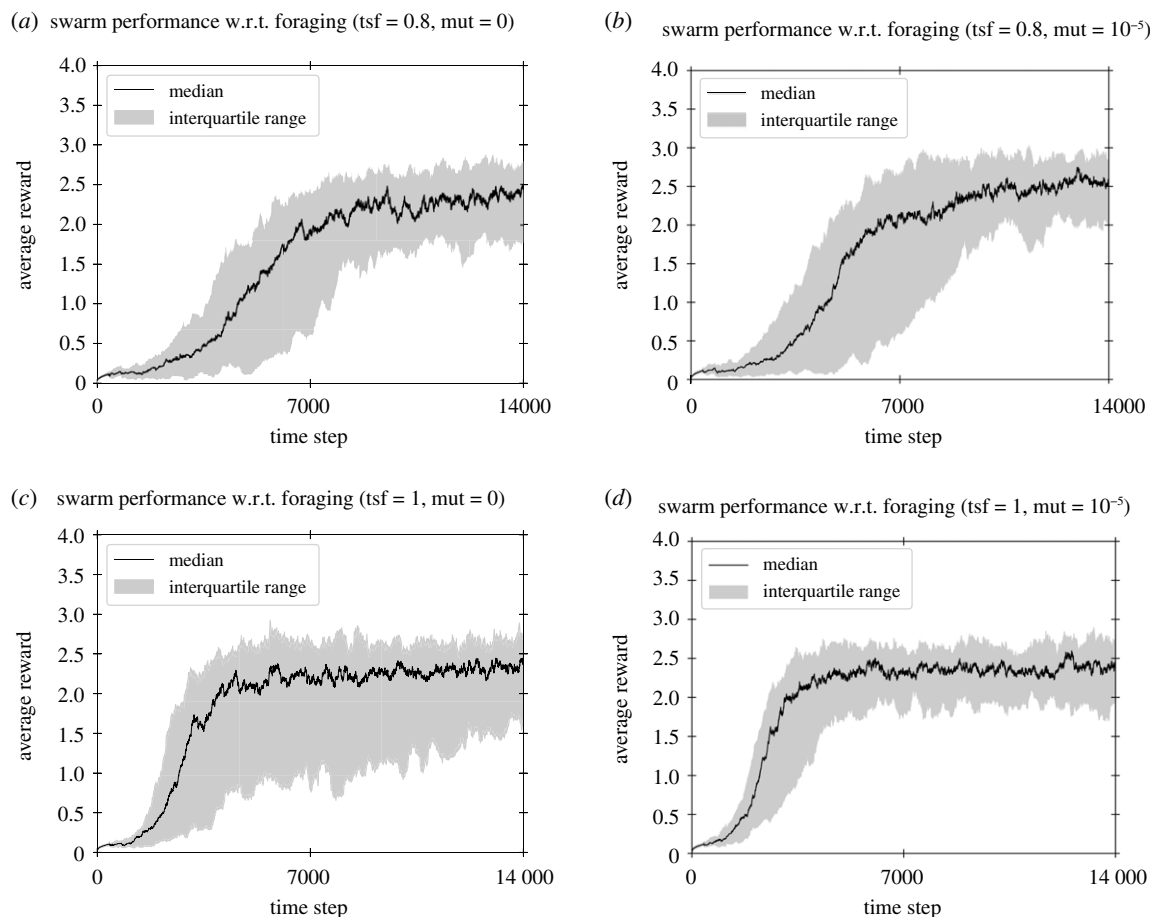 (a) swarm performance w.r.t. foraging (tsf = 0.8, mut = 0)
4.0
3.5
3.0
2.5
2.0
1.5
1.0
0.5
0
average reward
median
interquartile range
0 7000 14000
time step
(b) swarm performance w.r.t. foraging (tsf = 0.8, mut = 10⁻⁵)
4.0
3.5
3.0
2.5
2.0
1.5
1.0
0.5
0
average reward
median
interquartile range
0 7000 14 000
time step
(c) swarm performance w.r.t. foraging (tsf = 1, mut = 0)
4.0
3.5
3.0
2.5
2.0
1.5
1.0
0.5
0
average reward
median
interquartile range
0 7000 14 000
time step
(d) swarm performance w.r.t. foraging (tsf = 1, mut = 10⁻⁵)
4.0
3.5
3.0
2.5
2.0
1.5
1.0
0.5
0
average reward
median
interquartile range
0 7000 14 000
time step